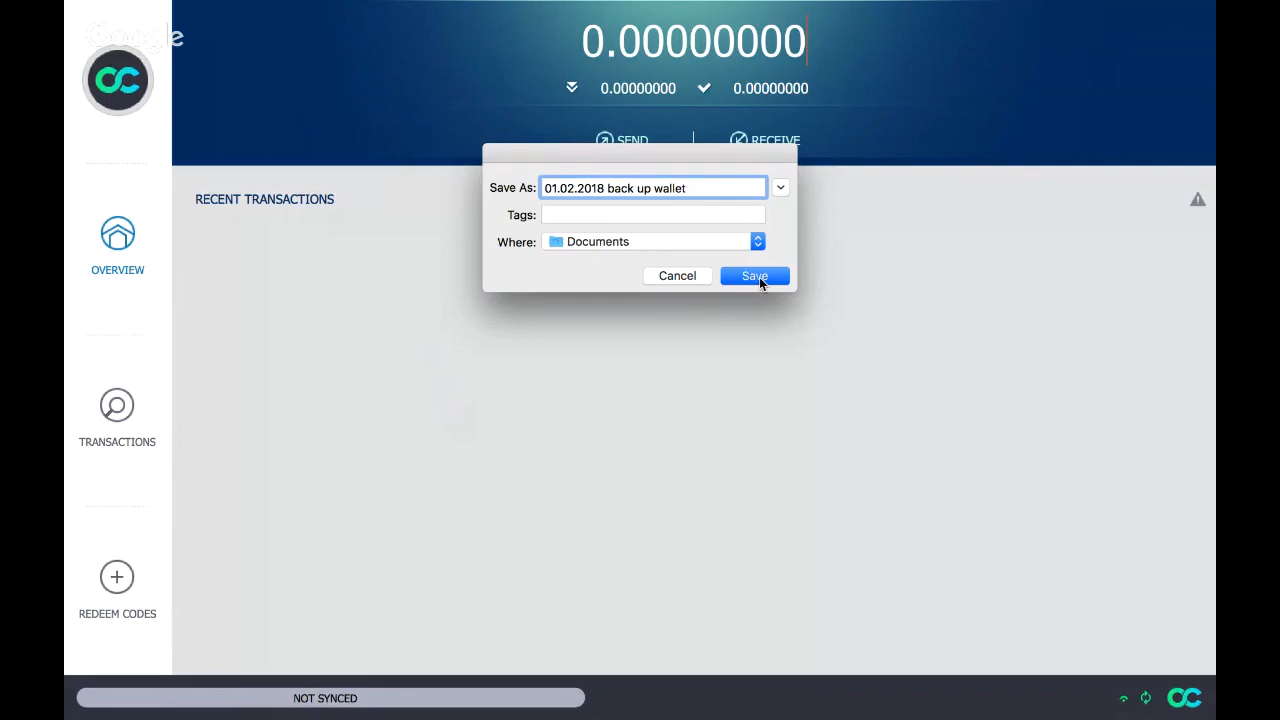 Google
0.00000000
0.00000000 0.00000000
SEND RECEIVE
Save As: 01.02.2018 back up wallet
Tags:
Where: Documents
Cancel Save
RECENT TRANSACTIONS
OVERVIEW
TRANSACTIONS
REDEEM CODES
NOT SYNCED